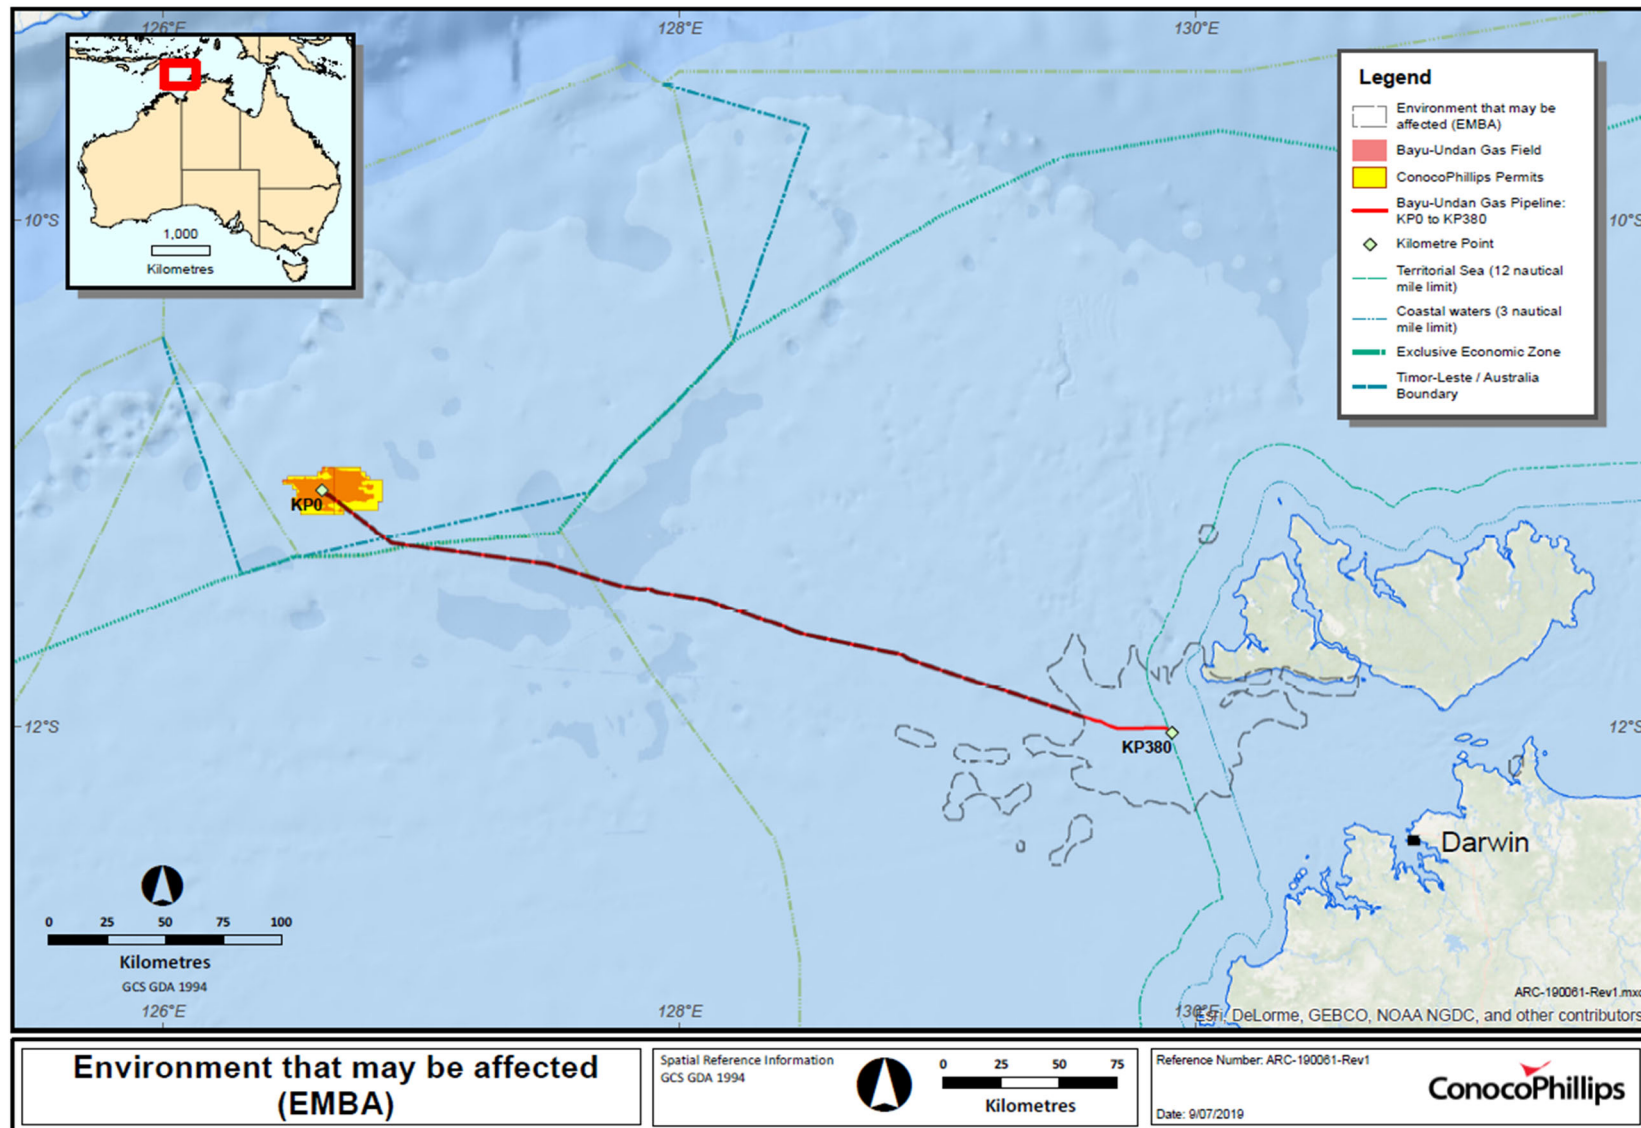 126°E
128°E
130°E
1,000
Kilometres
Legend
Environment that may be
affected (EMBA)
Bayu-Undan Gas Field
ConocoPhillips Permits
Bayu-Undan Gas Pipeline:
KP0 to KP380
Kilometre Point
Territorial Sea (12 nautical
mile limit)
Coastal waters (3 nautical
mile limit)
Exclusive Economic Zone
Timor-Leste / Australia
Boundary
10°S
10°S
KP0
12°S
12°S
KP380
Darwin
0 25 50 75 100
Kilometres
GCS GDA 1994
126°E
128°E
130°E
ARC-190061-Rev1.mxd
Esri, DeLorme, GEBCO, NOAA NGDC, and other contributors
Environment that may be affected
(EMBA)
Spatial Reference Information
GCS GDA 1994
0 25 50 75
Kilometres
Reference Number: ARC-190061-Rev1
Date: 9/07/2019
ConocoPhillips